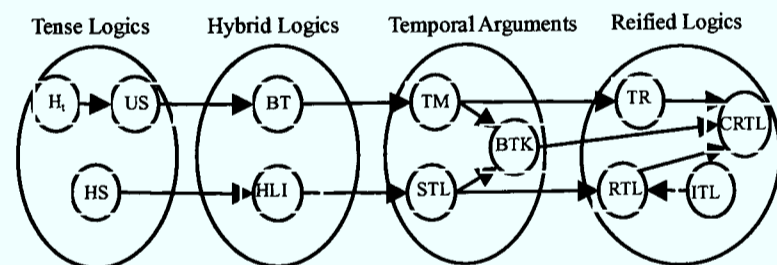 Tense Logics Hybrid Logics Temporal Arguments Reified Logics
Ht US BT TM TR CRTL
BTK
HS HLI STL RTL ITL